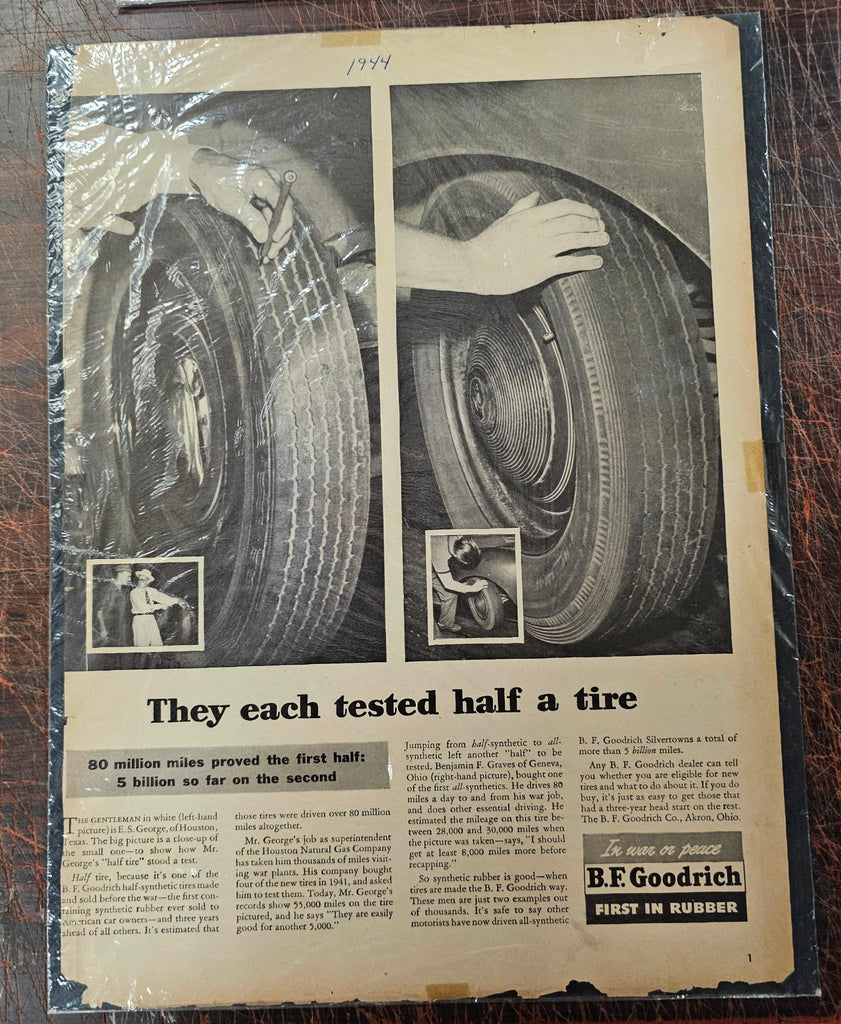 1944
They each tested half a tire
80 million miles proved the first half:
5 billion so far on the second
THE GENTLEMAN in white (left-hand
picture) is E. S. George, of Houston,
Texas. The big picture is a close-up of
the small one—to show how Mr.
George's "half tire" stood a test.
Half tire, because it's one of the
B. F. Goodrich half-synthetic tires made
and sold before the war—the first con-
taining synthetic rubber ever sold to
American car owners—and three years
ahead of all others. It's estimated that
those tires were driven over 80 million
miles altogether.
Mr. George's job as superintendent
of the Houston Natural Gas Company
has taken him thousands of miles visit-
ing war plants. His company bought
four of the new tires in 1941, and asked
him to test them. Today, Mr. George's
records show 55,000 miles on the tire
pictured, and he says "They are easily
good for another 5,000."
Jumping from half-synthetic to all-
synthetic left another "half" to be
tested. Benjamin F. Graves of Geneva,
Ohio (right-hand picture), bought one
of the first all-synthetics. He drives 80
miles a day to and from his war job,
and does other essential driving. He
estimated the mileage on this tire be-
tween 28,000 and 30,000 miles when
the picture was taken—says, "I should
get at least 8,000 miles more before
recapping."
So synthetic rubber is good—when
tires are made the B. F. Goodrich way.
These men are just two examples out
of thousands. It's safe to say other
motorists have now driven all-synthetic
B. F. Goodrich Silvertowns a total of
more than 5 billion miles.
Any B. F. Goodrich dealer can tell
you whether you are eligible for new
tires and what to do about it. If you do
buy, it's just as easy to get those that
had a three-year head start on the rest.
The B. F. Goodrich Co., Akron, Ohio.
In war or peace
B.F. Goodrich
FIRST IN RUBBER
1